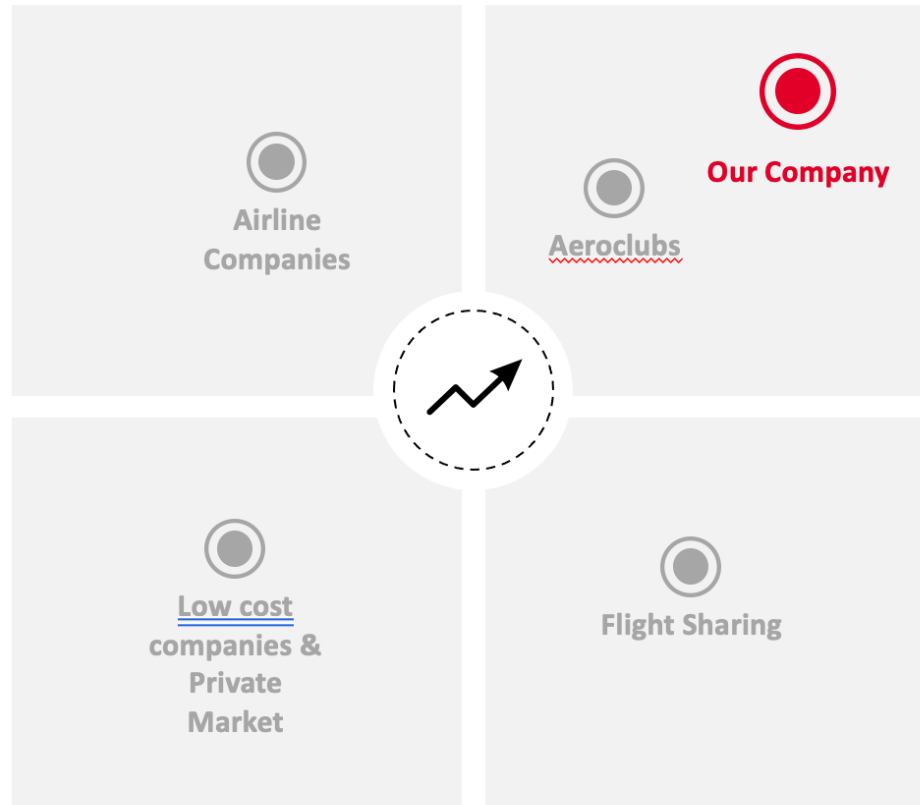 Our Company
Airline
Companies
Aeroclubs
Low cost
companies &
Private
Market
Flight Sharing